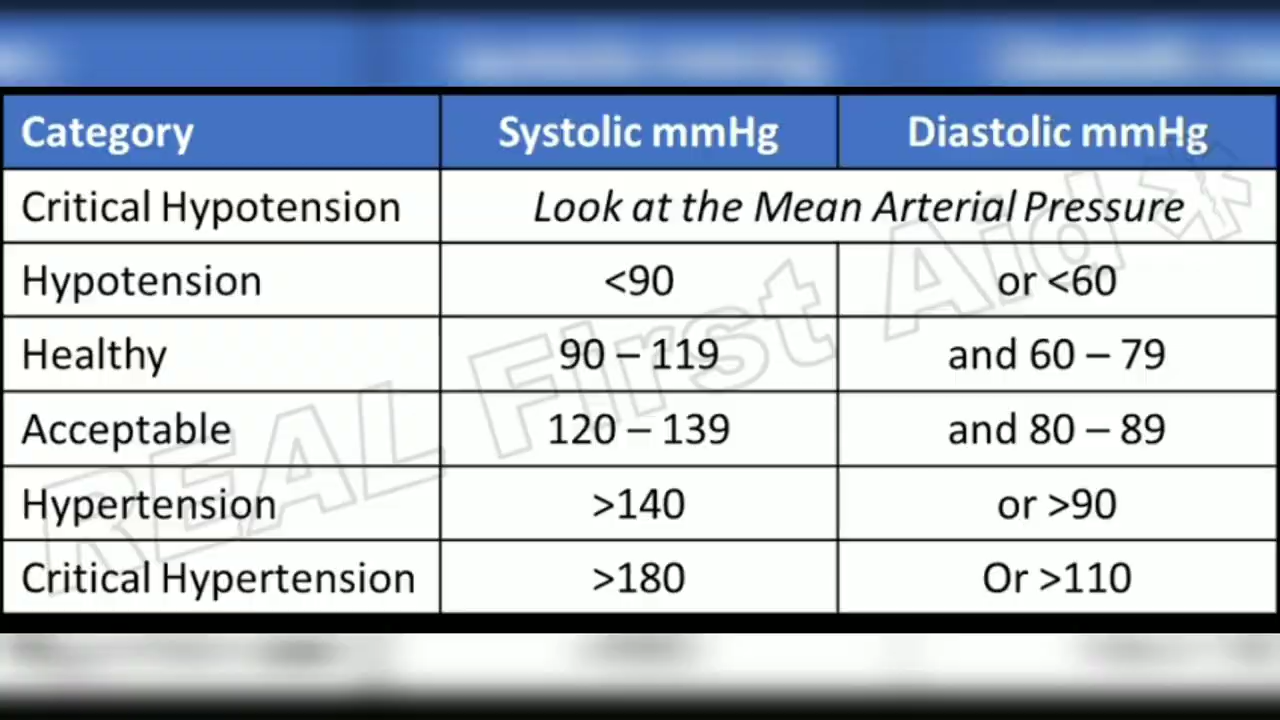 Category Systolic mmHg Diastolic mmHg
Critical Hypotension Look at the Mean Arterial Pressure
Hypotension <90 or <60
Healthy 90 – 119 and 60 – 79
Acceptable 120 – 139 and 80 – 89
Hypertension >140 or >90
Critical Hypertension >180 Or >110
REAL First Aid